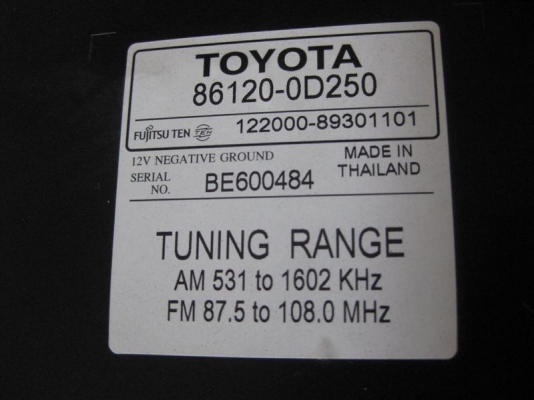 TOYOTA
86120-0D250
FUJITSU TEN TEN 122000-89301101
12V NEGATIVE GROUND MADE IN
SERIAL NO. BE600484 THAILAND
TUNING RANGE
AM 531 to 1602 KHz
FM 87.5 to 108.0 MHz